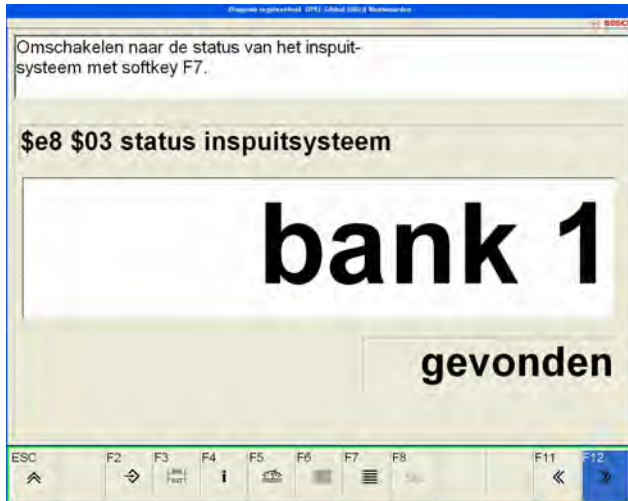 Omschakelen naar de status van het inspuit-
systeem met softkey F7.
$e8 $03 status inspuitsysteem
bank 1
gevonden
ESC F2 F3 F4 F5 F6 F7 F8 F11 F12